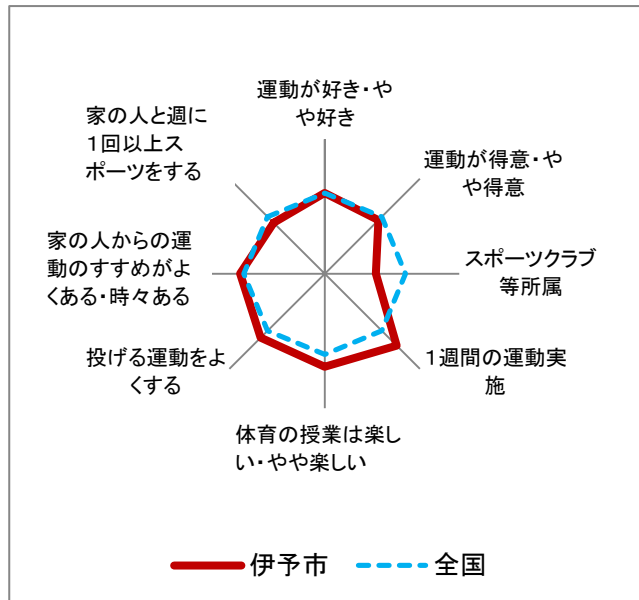 運動が好き・や
や好き
運動が得意・や
や得意
スポーツクラブ
等所属
1週間の運動実
施
体育の授業は楽し
い・やや楽しい
投げる運動をよ
くする
家の人からの運
動のすすめがよ
くある・時々ある
家の人と週に
1回以上ス
ポーツをする
伊予市
全国